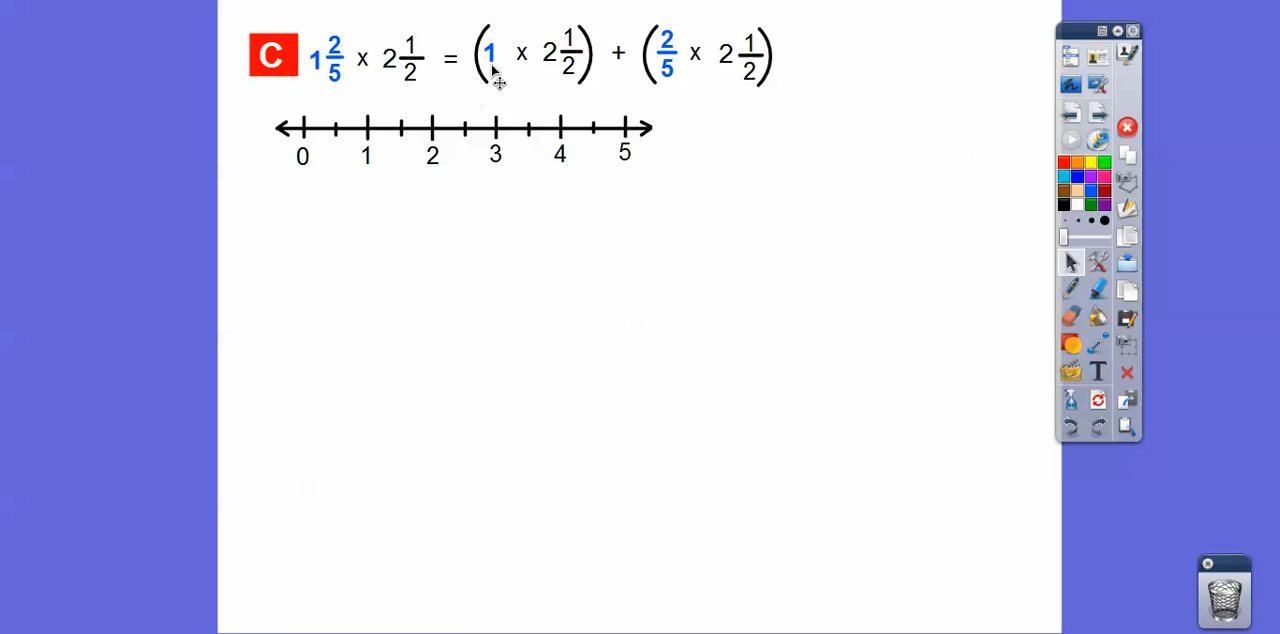 C 1 2/5 x 2 1/2 = (1 x 2 1/2) + (2/5 x 2 1/2)
0 1 2 3 4 5
T